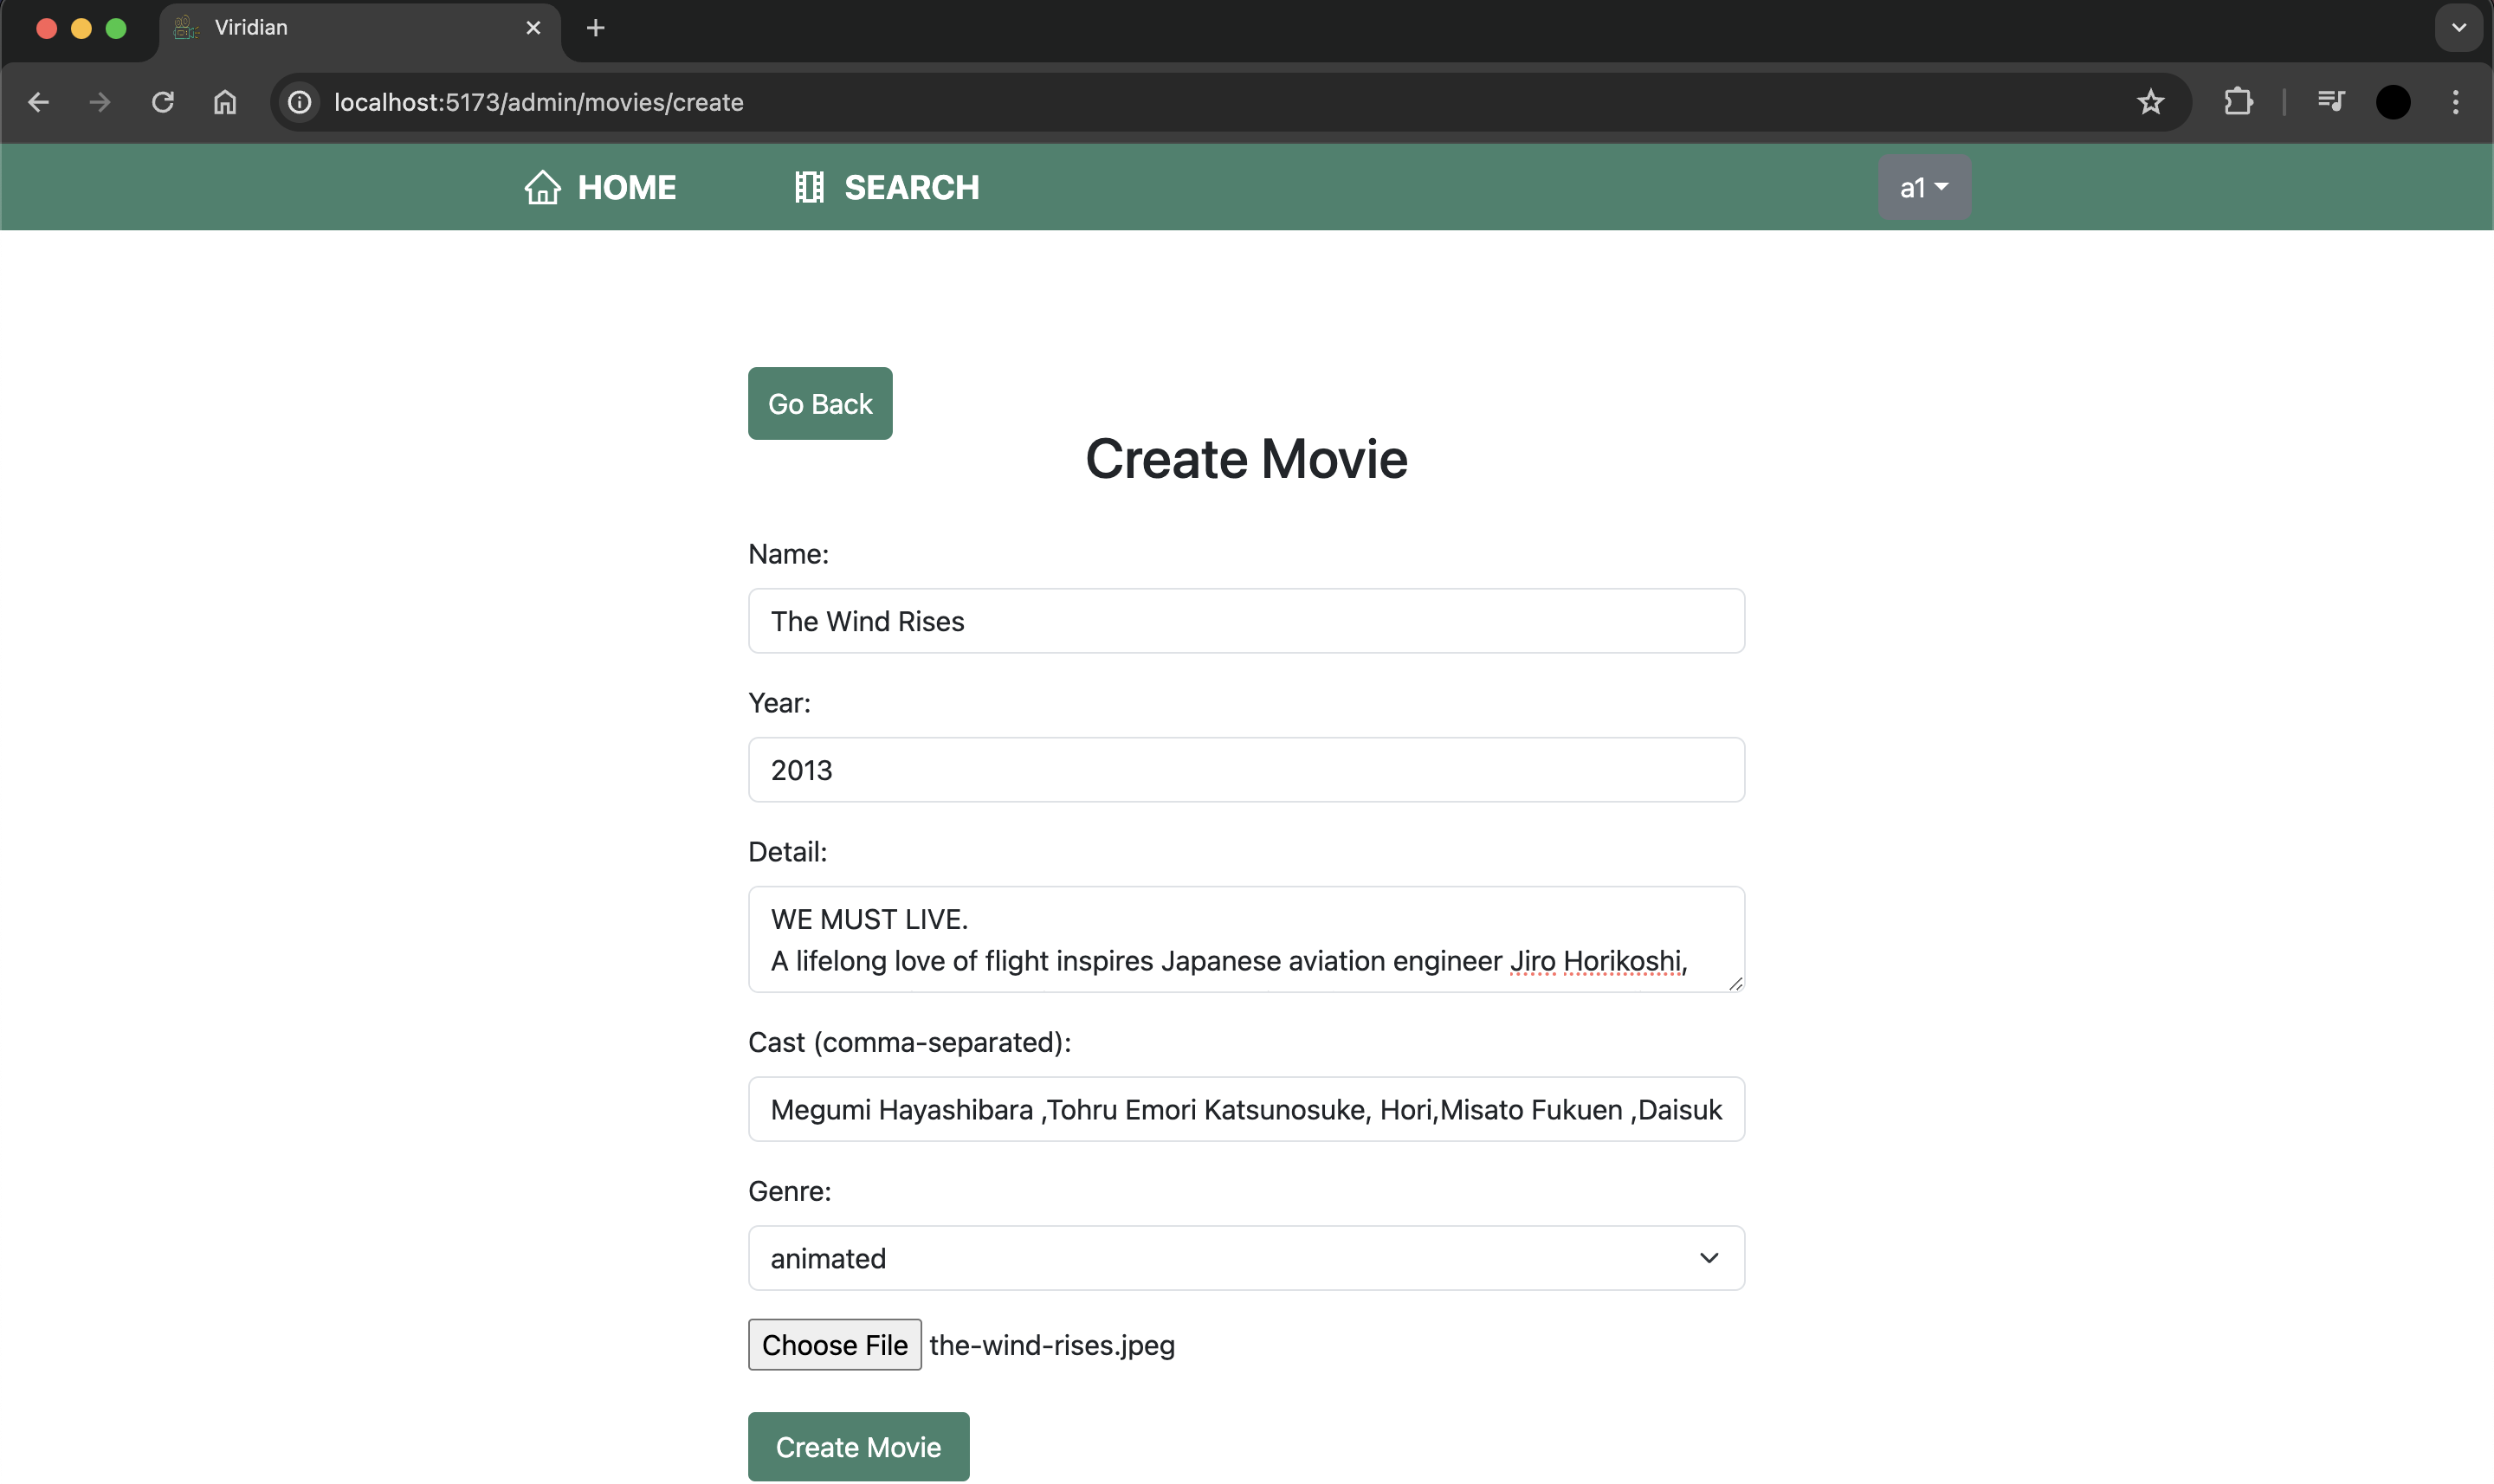 Viridian
localhost:5173/admin/movies/create
HOME
SEARCH
a1
Go Back
Create Movie
Name:
The Wind Rises
Year:
2013
Detail:
WE MUST LIVE.
A lifelong love of flight inspires Japanese aviation engineer Jiro Horikoshi,
Cast (comma-separated):
Megumi Hayashibara ,Tohru Emori Katsunosuke, Hori,Misato Fukuen ,Daisuk
Genre:
animated
Choose File the-wind-rises.jpeg
Create Movie